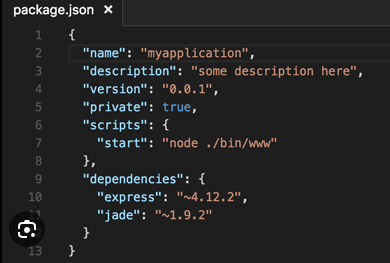 package.json ×
1 {
2 "name": "myapplication",
3 "description": "some description here",
4 "version": "0.0.1",
5 "private": true,
6 "scripts": {
7 "start": "node ./bin/www"
8 },
9 "dependencies": {
10 "express": "~4.12.2",
"jade": "~1.9.2"
}
13 }